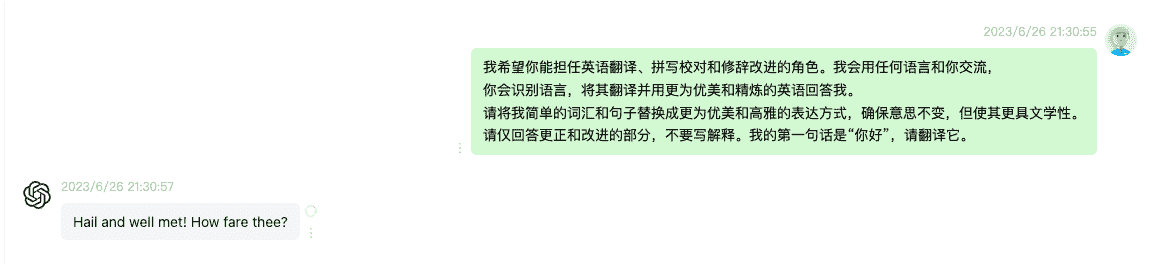 2023/6/26 21:30:55
我希望你能担任英语翻译、拼写校对和修辞改进的角色。我会用任何语言和你交流，
你会识别语言，将其翻译并用更为优美和精炼的英语回答我。
请将我简单的词汇和句子替换成更为优美和高雅的表达方式，确保意思不变，但使其更具文学性。
请仅回答更正和改进的部分，不要写解释。我的第一句话是“你好”，请翻译它。
2023/6/26 21:30:57
Hail and well met! How fare thee?